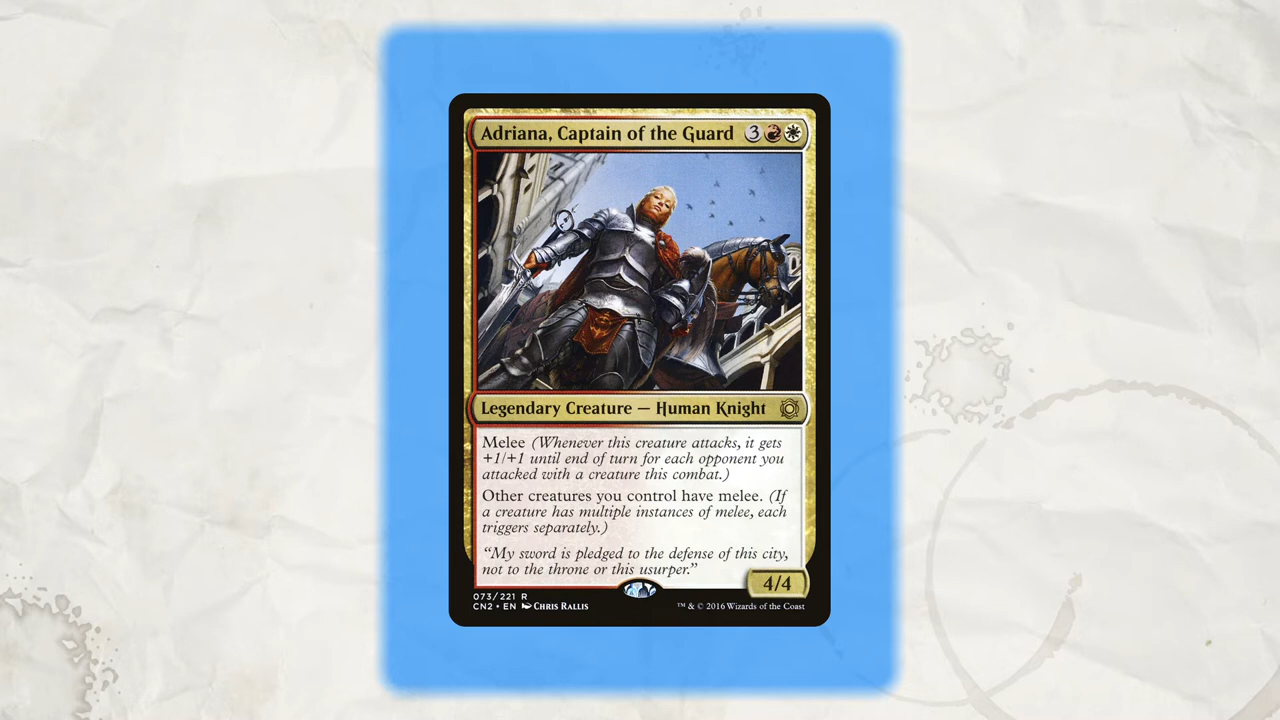 Adriana, Captain of the Guard 3
Legendary Creature — Human Knight
Melee (Whenever this creature attacks, it gets
+1/+1 until end of turn for each opponent you
attacked with a creature this combat.)
Other creatures you control have melee. (If
a creature has multiple instances of melee, each
triggers separately.)
“My sword is pledged to the defense of this city,
not to the throne or this usurper.”
4/4
073/221 R
CN2 • EN Chris Rallis
™ & © 2016 Wizards of the Coast